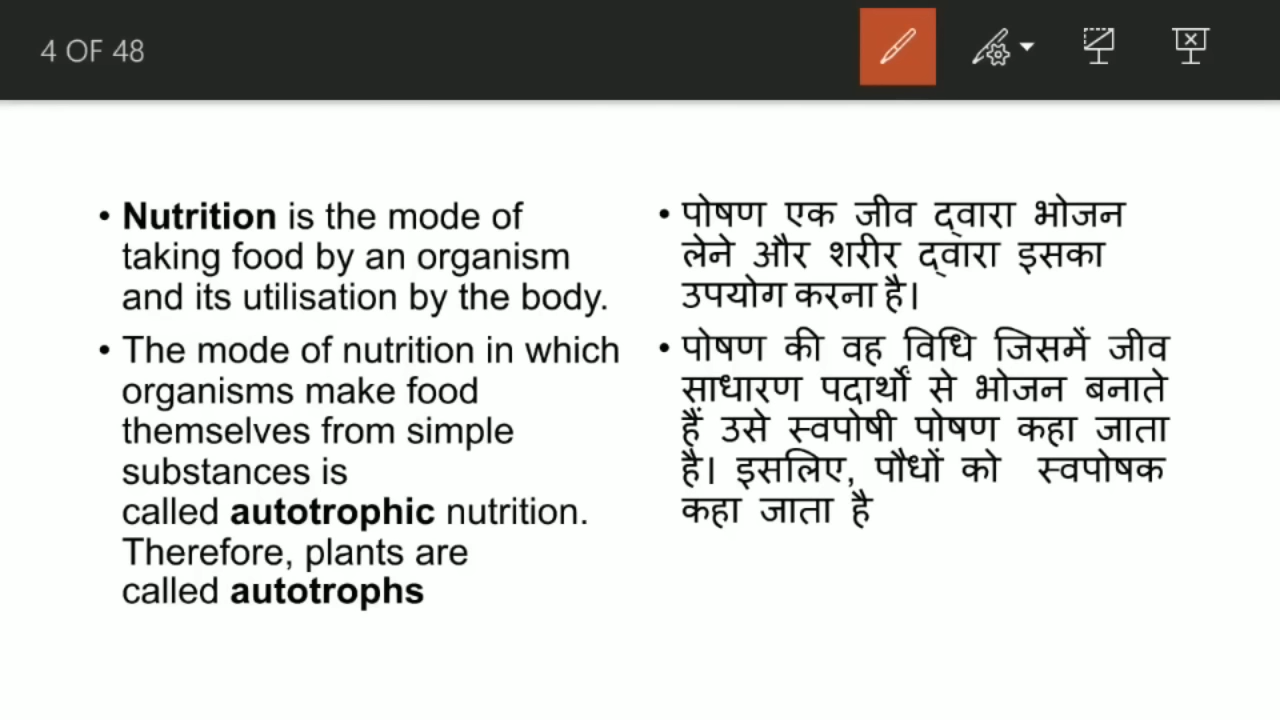 4 OF 48
• Nutrition is the mode of
taking food by an organism
and its utilisation by the body.
• The mode of nutrition in which
organisms make food
themselves from simple
substances is
called autotrophic nutrition.
Therefore, plants are
called autotrophs
• पोषण एक जीव द्वारा भोजन
लेने और शरीर द्वारा इसका
उपयोग करना है।
• पोषण की वह विधि जिसमें जीव
साधारण पदार्थों से भोजन बनाते
हैं उसे स्वपोषी पोषण कहा जाता
है। इसलिए, पौधों को स्वपोषक
कहा जाता है